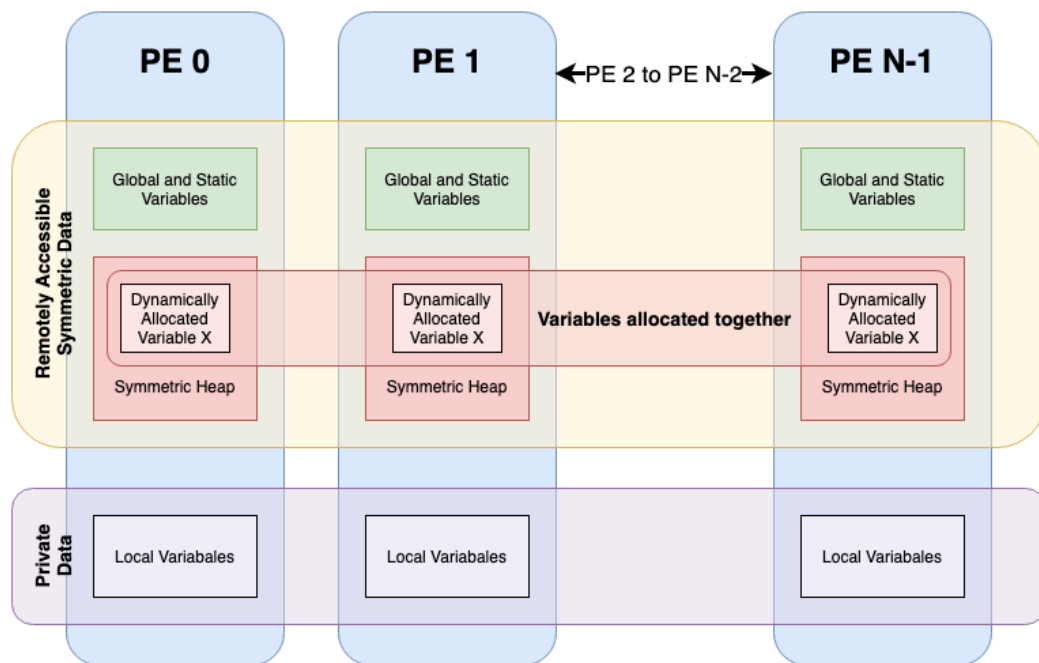 PE 0
PE 1
PE 2 to PE N-2
PE N-1
Remotely Accessible
Symmetric Data
Global and Static
Variables
Global and Static
Variables
Global and Static
Variables
Dynamically
Allocated
Variable X
Dynamically
Allocated
Variable X
Variables allocated together
Dynamically
Allocated
Variable X
Symmetric Heap
Symmetric Heap
Symmetric Heap
Private
Data
Local Variabales
Local Variabales
Local Variabales